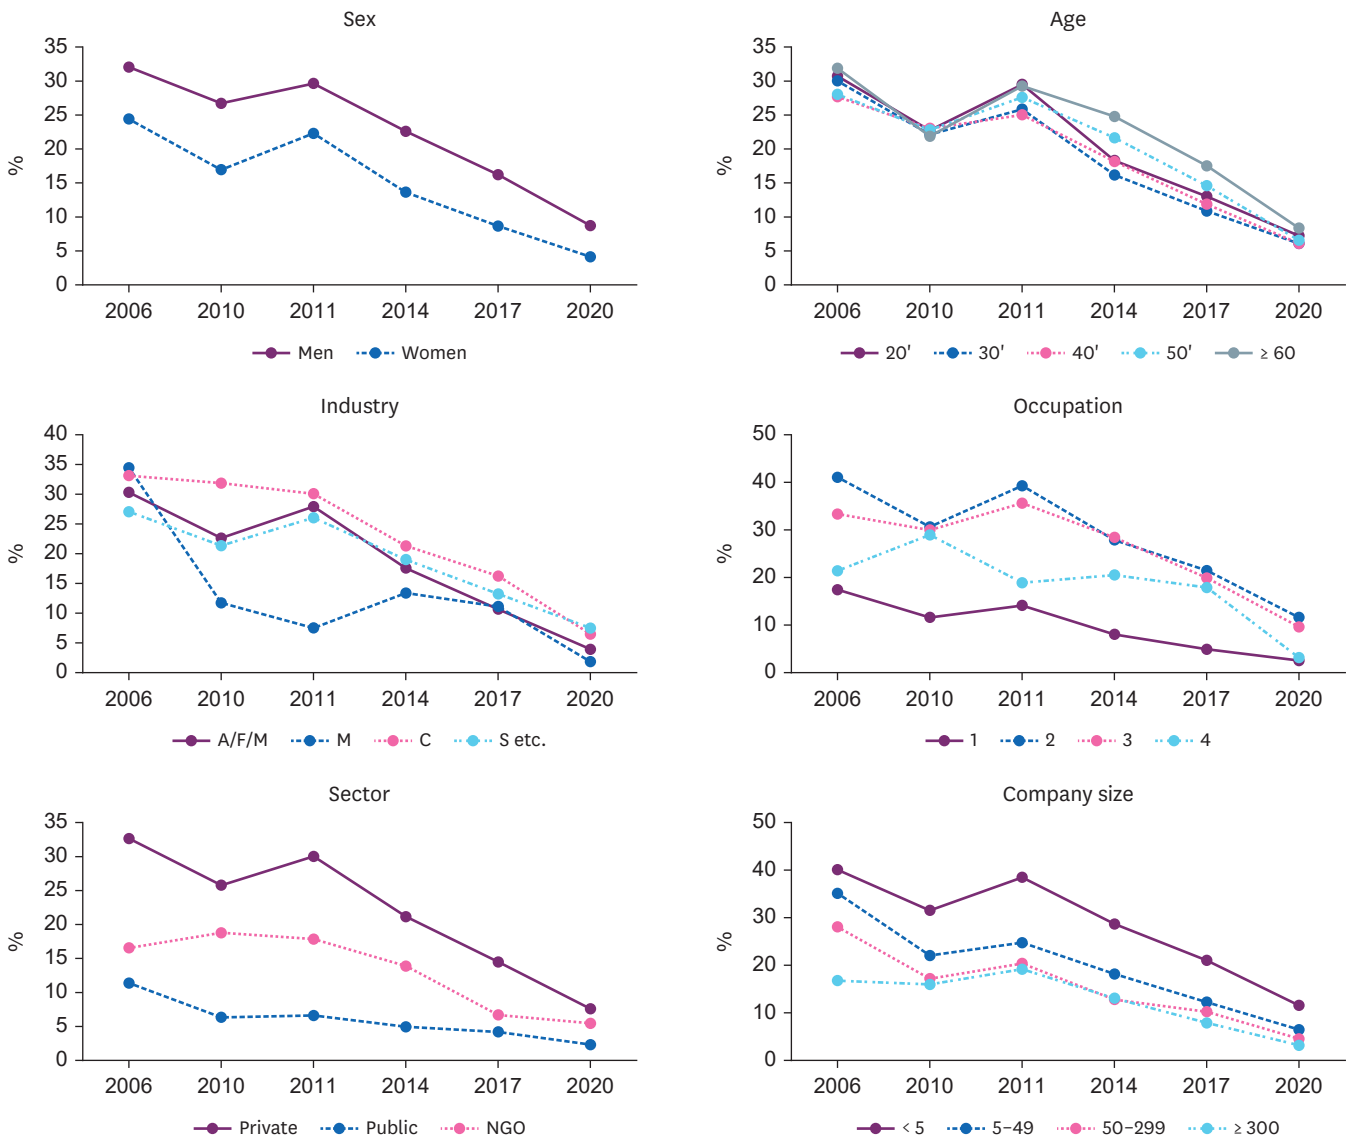 Sex
35
30
25
20
15
10
5
0
%
2006 2010 2011 2014 2017 2020
Men Women
Age
35
30
25
20
15
10
5
0
%
2006 2010 2011 2014 2017 2020
20' 30' 40' 50' ≥ 60
Industry
40
35
30
25
20
15
10
5
0
%
2006 2010 2011 2014 2017 2020
A/F/M M C S etc.
Occupation
50
40
30
20
10
0
%
2006 2010 2011 2014 2017 2020
1 2 3 4
Sector
35
30
25
20
15
10
5
0
%
2006 2010 2011 2014 2017 2020
Private Public NGO
Company size
50
40
30
20
10
0
%
2006 2010 2011 2014 2017 2020
< 5 5–49 50–299 ≥ 300